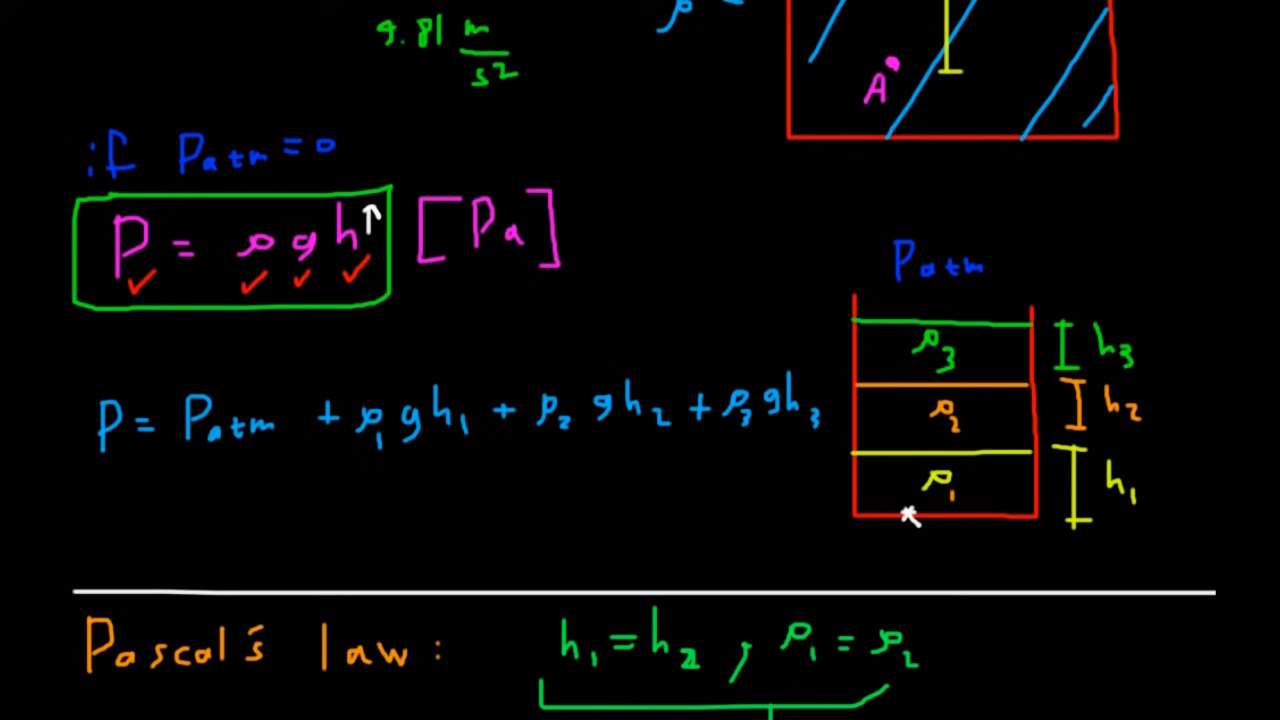 9.81 m/s²
ρ
A
if Patm = 0
P = ρgh↑ [Pa]
Patm
ρ3 h3
P = Patm + ρ1gh1 + ρ2gh2 + ρ3gh3
ρ2 h2
ρ1 h1
Pascal's law: h1 = h2, ρ1 = ρ2